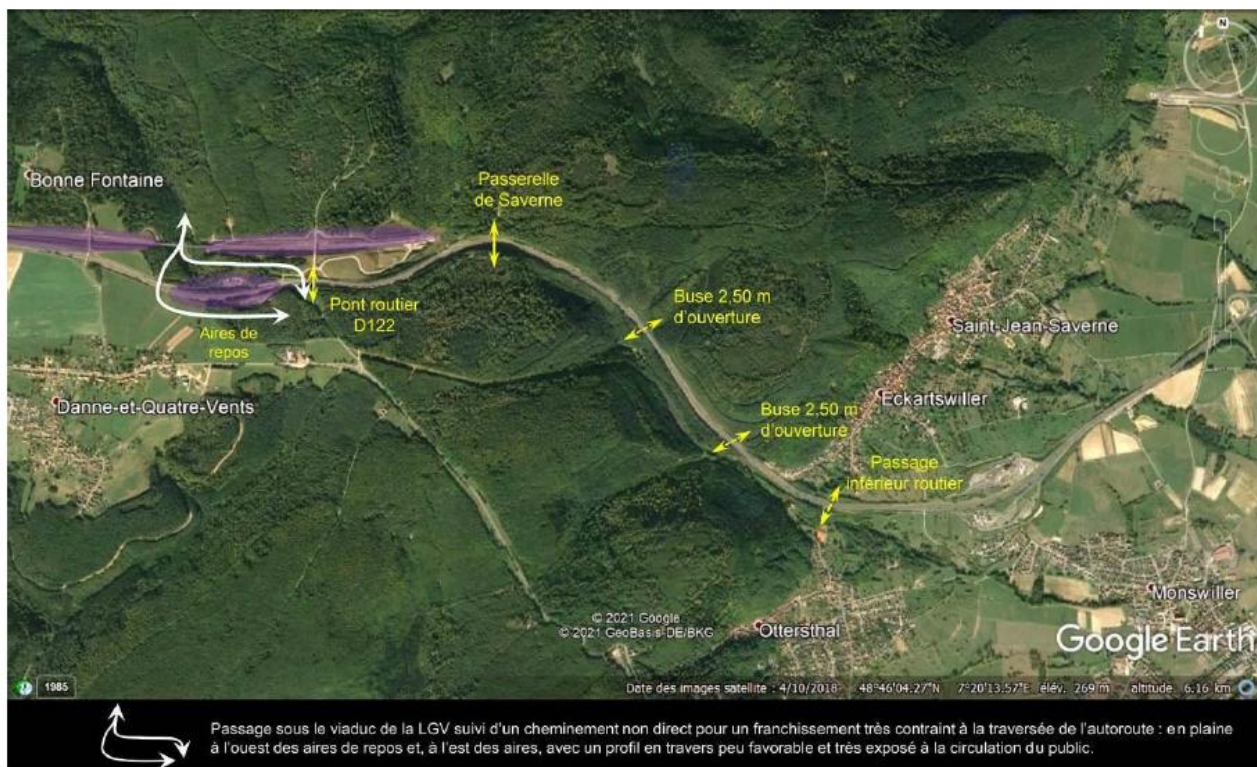 N
Bonne Fontaine
Passerelle
de Saverne
Pont routier
D122
Buse 2,50 m
d'ouverture
Aires de
repos
Saint-Jean-Saverne
Danne-et-Quatre-Vents
Eckartswiller
Buse 2,50 m
d'ouverture
Passage
inférieur routier
Monswiller
© 2021 Google
© 2021 GeoBasis-DE/BKG
Ottersthal
Google Earth
1985
Date des images satellite : 4/10/2018 48°46'04.27"N 7°20'13.57"E élév. 269 m altitude 6.16 km
Passage sous le viaduc de la LGV suivi d'un cheminement non direct pour un franchissement très contraint à la traversée de l'autoroute : en plaine
à l'ouest des aires de repos et, à l'est des aires, avec un profil en travers peu favorable et très exposé à la circulation du public.